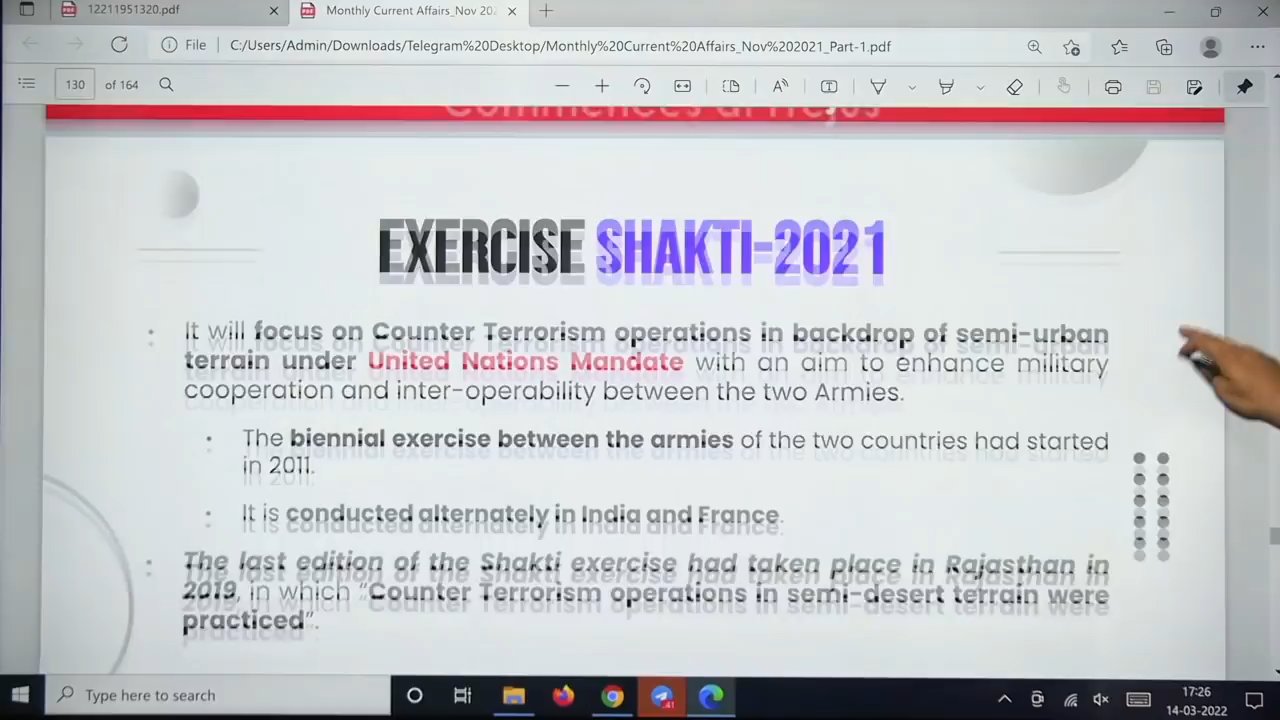 12211951320.pdf
Monthly Current Affairs_Nov 202
File
C:/Users/Admin/Downloads/Telegram%20Desktop/Monthly%20Current%20Affairs_Nov%202021_Part-1.pdf
130 of 164
EXERCISE SHAKTI-2021
It will focus on Counter Terrorism operations in backdrop of semi-urban
terrain under United Nations Mandate with an aim to enhance military
cooperation and inter-operability between the two Armies.
The biennial exercise between the armies of the two countries had started
in 2011.
It is conducted alternately in India and France.
The last edition of the Shakti exercise had taken place in Rajasthan in
2019, in which “Counter Terrorism operations in semi-desert terrain were
practiced”.
Type here to search
41
17:26
14-03-2022